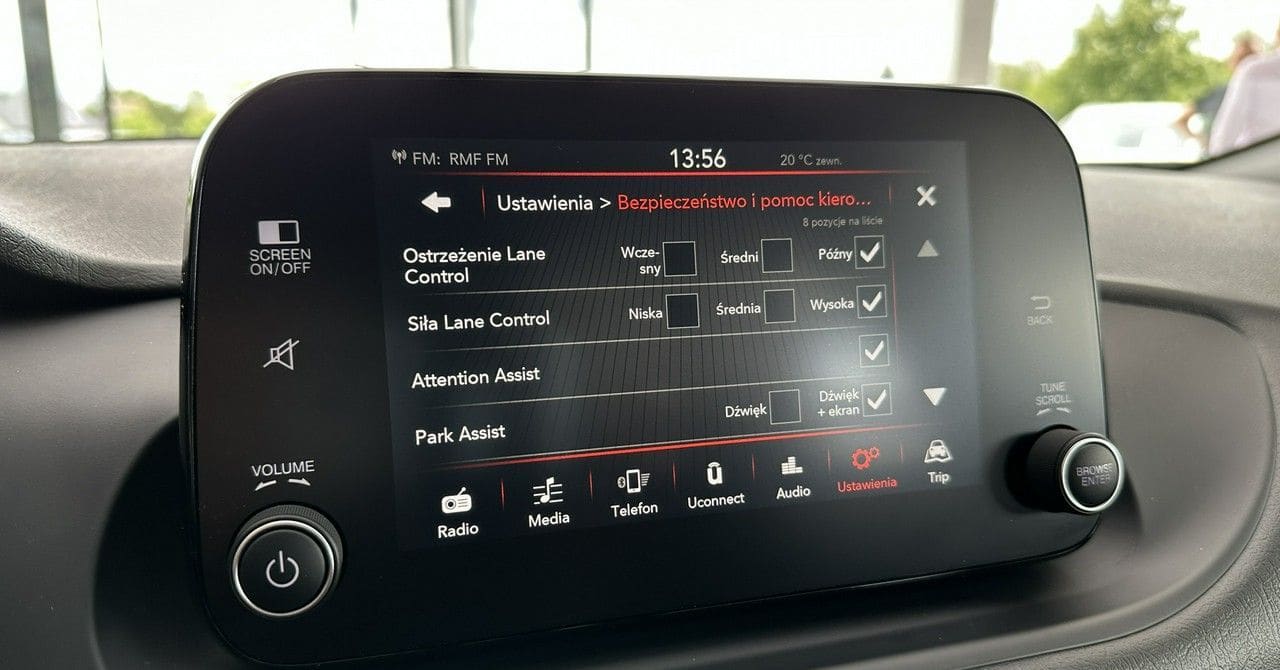 FM: RMF FM 13:56 20 °C zewn.
Ustawienia > Bezpieczeństwo i pomoc kiero...
8 pozycje na liście
SCREEN
ON/OFF
Ostrzeżenie Lane
Control
Wcze-
sny
Średni
Późny
Siła Lane Control Niska Średnia Wysoka
BACK
Attention Assist
Park Assist Dźwięk
Dźwięk
+ ekran
TUNE
SCROLL
VOLUME
BROWSE
ENTER
Radio Media Telefon Uconnect Audio Ustawienia Trip